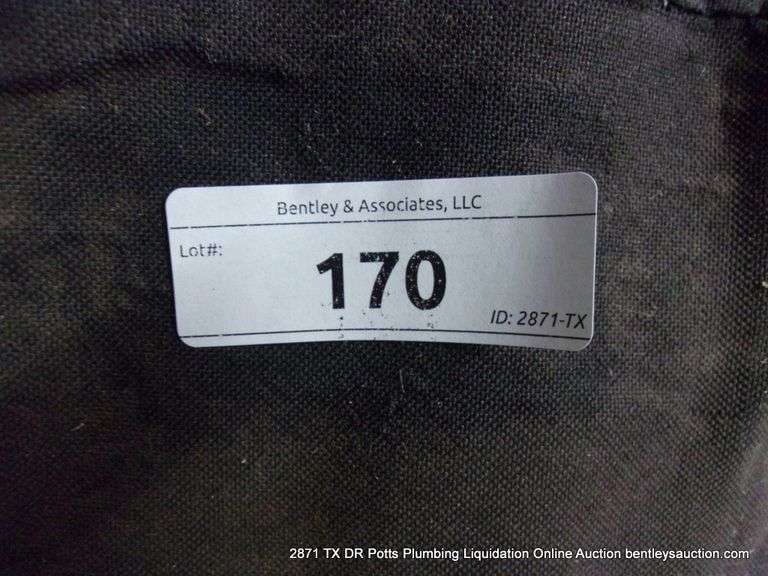 Bentley & Associates, LLC
Lot#:
170
ID: 2871-TX
2871 TX DR Potts Plumbing Liquidation Online Auction bentleysauction.com